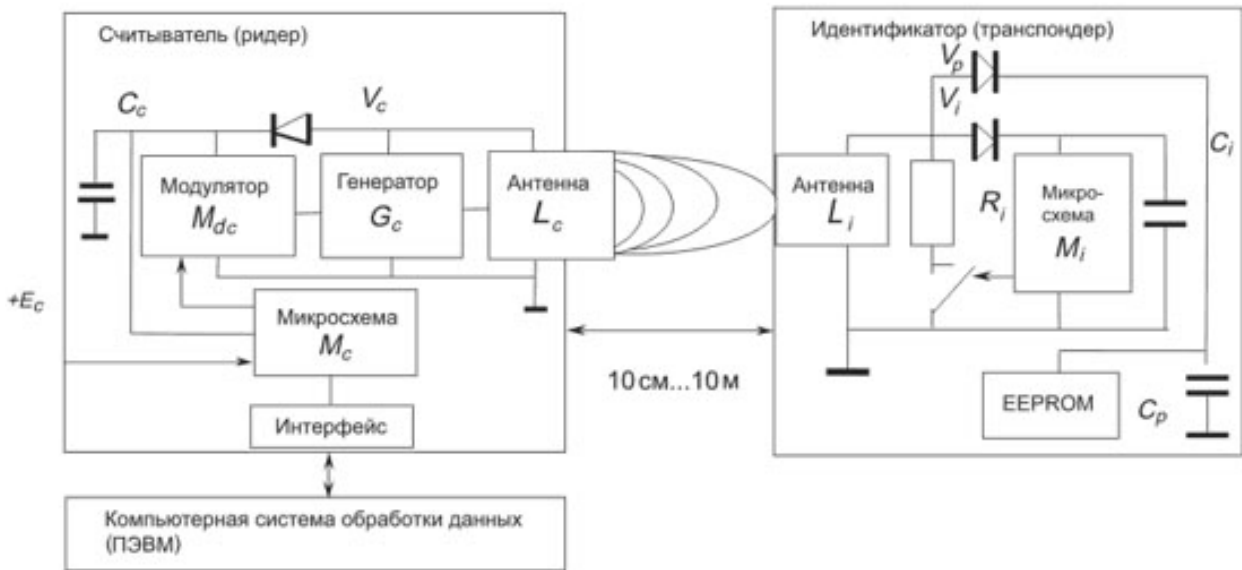 Считыватель (ридер)
C_c
V_c
Модулятор
M_dc
Генератор
G_c
Антенна
L_c
+E_c
Микросхема
M_c
Интерфейс
Компьютерная система обработки данных
(ПЭВМ)
10 см...10 м
Идентификатор (транспондер)
V_p
V_i
C_i
Антенна
L_i
R_i
Микро-
схема
M_i
EEPROM
C_p